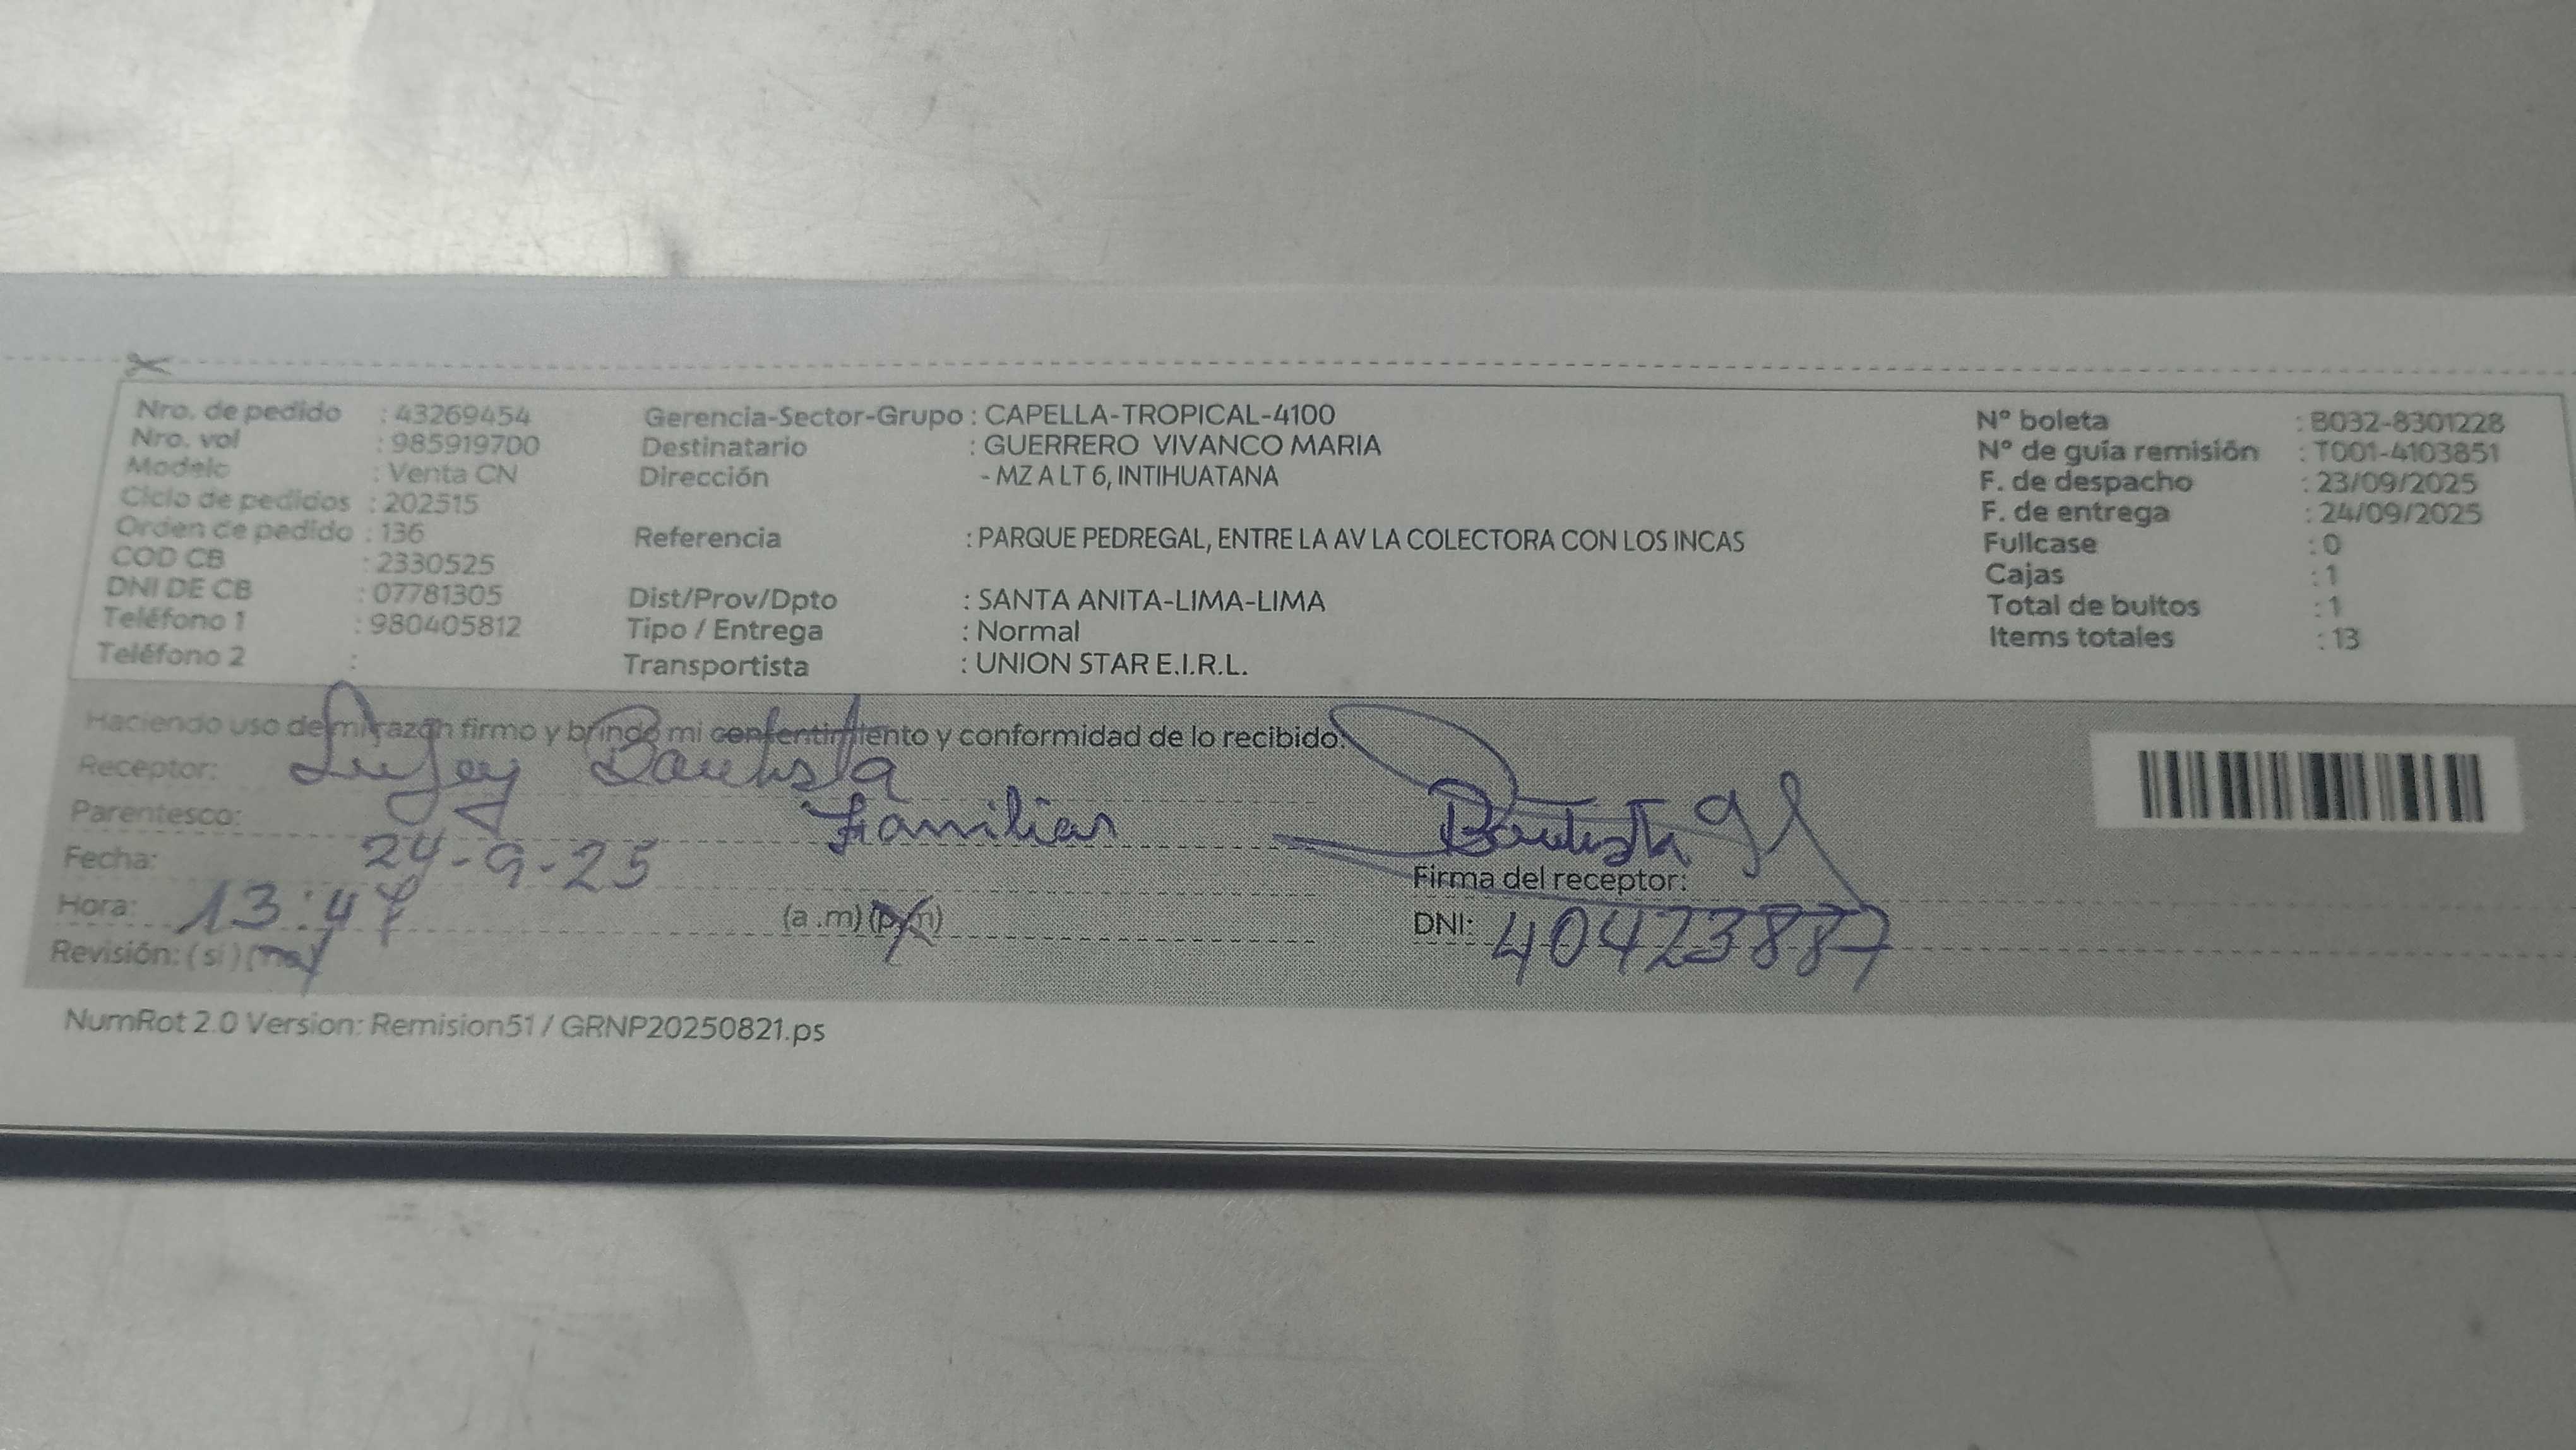 Nro. de pedido : 43269454
Nro. vol : 985919700
Modelo : Venta CN
Ciclo de pedidos : 202515
Orden de pedido : 136
COD CB : 2330525
DNI DE CB : 07781305
Teléfono 1 : 980405812
Teléfono 2 :
Gerencia-Sector-Grupo : CAPELLA-TROPICAL-4100
Destinatario : GUERRERO VIVANCO MARIA
Dirección - MZ A LT 6, INTIHUATANA
Referencia : PARQUE PEDREGAL, ENTRE LA AV LA COLECTORA CON LOS INCAS
Dist/Prov/Dpto : SANTA ANITA-LIMA-LIMA
Tipo / Entrega : Normal
Transportista : UNION STAR E.I.R.L.
Nº boleta : B032-8301228
Nº de guía remisión : T001-4103851
F. de despacho : 23/09/2025
F. de entrega : 24/09/2025
Fullcase : 0
Cajas : 1
Total de bultos : 1
Items totales : 13
Haciendo uso de mi razón firmo y brindo mi consentimiento y conformidad de lo recibido.
Receptor: Bautista
Parentesco: Familiar
Fecha: 24-9-25
Hora: 13:47 (a .m) (p.m)
Revisión: (si) (no)
Bautista
Firma del receptor:
DNI: 40423887
NumRot 2.0 Version: Remision51 / GRNP20250821.ps